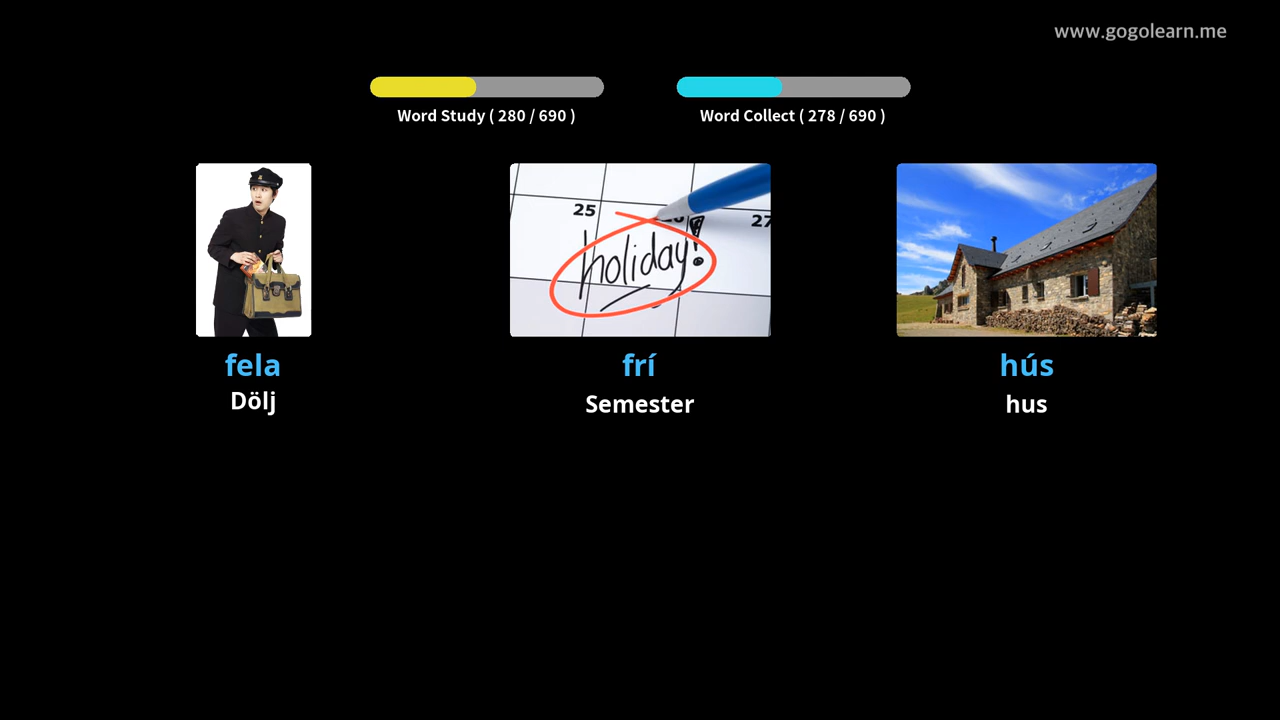 www.gogolearn.me
Word Study ( 280 / 690 )
Word Collect ( 278 / 690 )
25
27
holiday!
fela
frí
hús
Dölj
Semester
hus